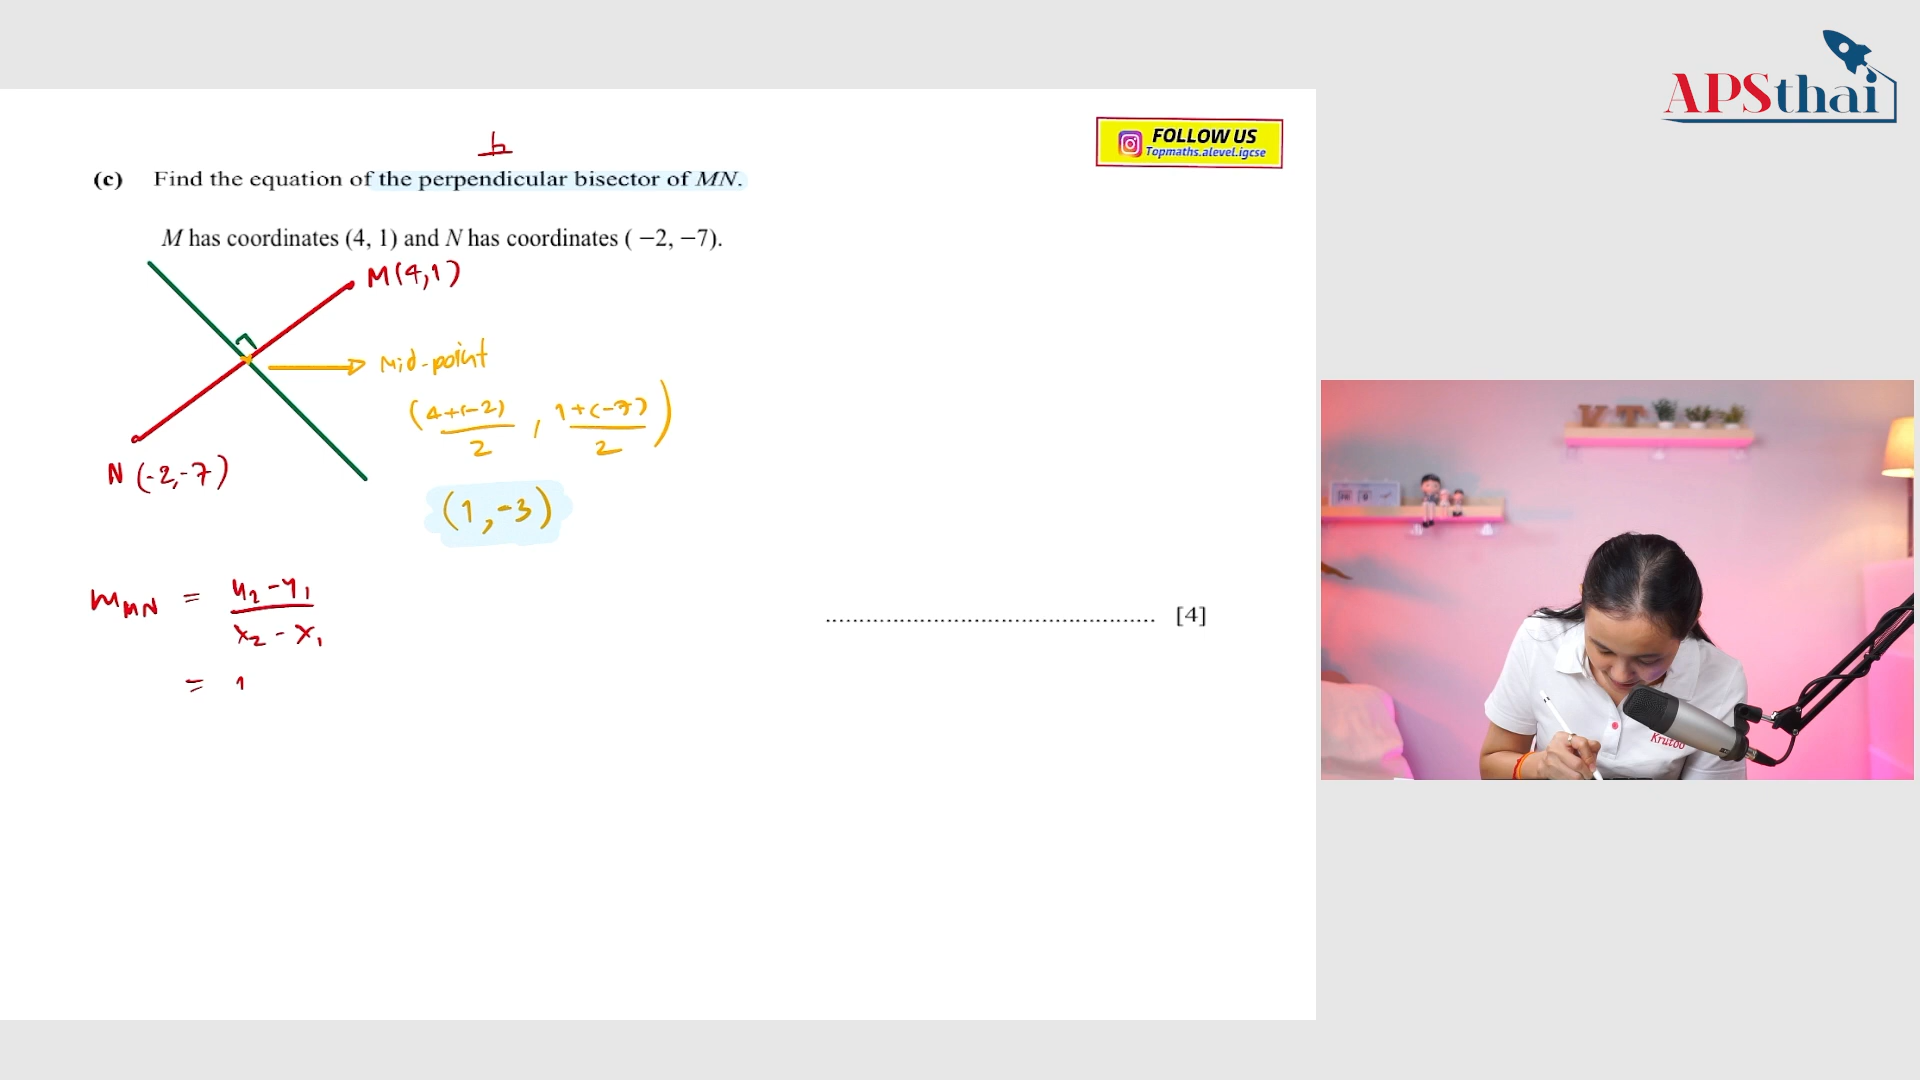 APSthai
FOLLOW US
Topmaths.alevel.igcse
(c) Find the equation of the perpendicular bisector of MN.
M has coordinates (4, 1) and N has coordinates ( −2, −7).
M(4,1)
Mid-point
(4+(-2)/2 , 1+(-7)/2)
N (-2,-7)
(1,-3)
m_MN = y₂-y₁/x₂-x₁
.................................................. [4]
= 1
Krutoo